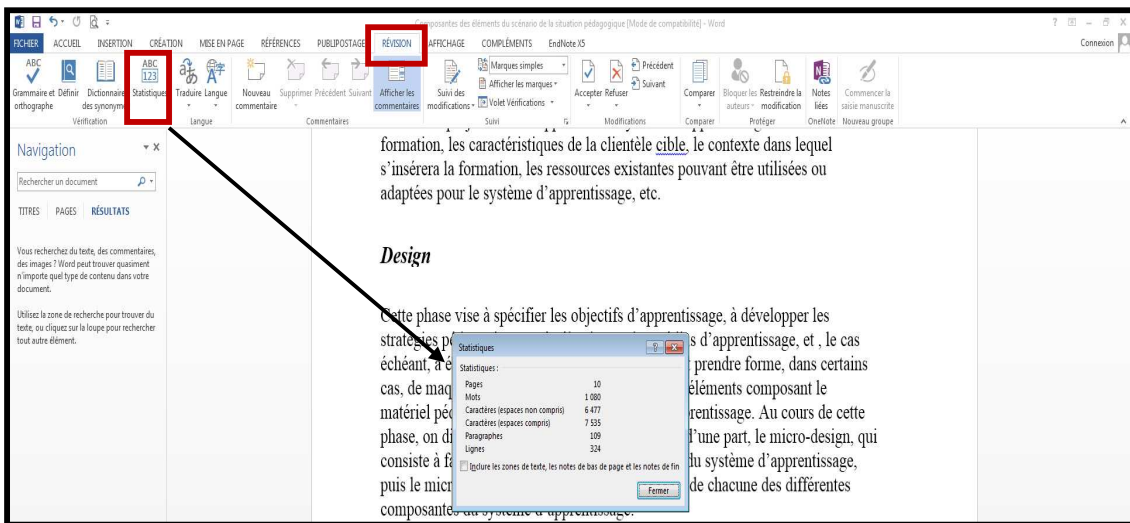 Composantes des éléments du scénario de la situation pédagogique [Mode de compatibilité] - Word
FICHIER ACCUEIL INSERTION CRÉATION MISE EN PAGE RÉFÉRENCES PUBLIPOSTAGE RÉVISION AFFICHAGE COMPLÉMENTS EndNote X5 Connexion
ABC ABC 123
Grammaire et orthographe
Définir
Dictionnaire des synonymes
Statistiques
Traduire
Langue
Nouveau commentaire
Supprimer
Précédent
Suivant
Afficher les commentaires
Suivi des modifications
Marques simples
Afficher les marques
Volet Vérifications
Accepter
Refuser
Précédent
Suivant
Comparer
Bloquer les auteurs
Restreindre la modification
Notes liées
Commencer la saisie manuscrite
Vérification Langue Commentaires Suivi Modifications Comparer Protéger OneNote Nouveau groupe
Navigation
Rechercher un document
TITRES PAGES RÉSULTATS
Vous recherchez du texte, des commentaires,
des images ? Word peut trouver quasiment
n'importe quel type de contenu dans votre
document.
Utilisez la zone de recherche pour trouver du
texte, ou cliquez sur la loupe pour rechercher
tout autre élément.
formation, les caractéristiques de la clientèle cible, le contexte dans lequel
s'insérera la formation, les ressources existantes pouvant être utilisées ou
adaptées pour le système d'apprentissage, etc.
Design
Cette phase vise à spécifier les objectifs d'apprentissage, à développer les
stratégies d'apprentissage, et , le cas
échéant, à prendre forme, dans certains
cas, de éléments composant le
matériel Au cours de cette
phase, on d'une part, le micro-design, qui
consiste à du système d'apprentissage,
puis le de chacune des différentes
composantes du système d'apprentissage.
Statistiques
Statistiques :
Pages 10
Mots 1 080
Caractères (espaces non compris) 6 477
Caractères (espaces compris) 7 535
Paragraphes 109
Lignes 324
Inclure les zones de texte, les notes de bas de page et les notes de fin
Fermer